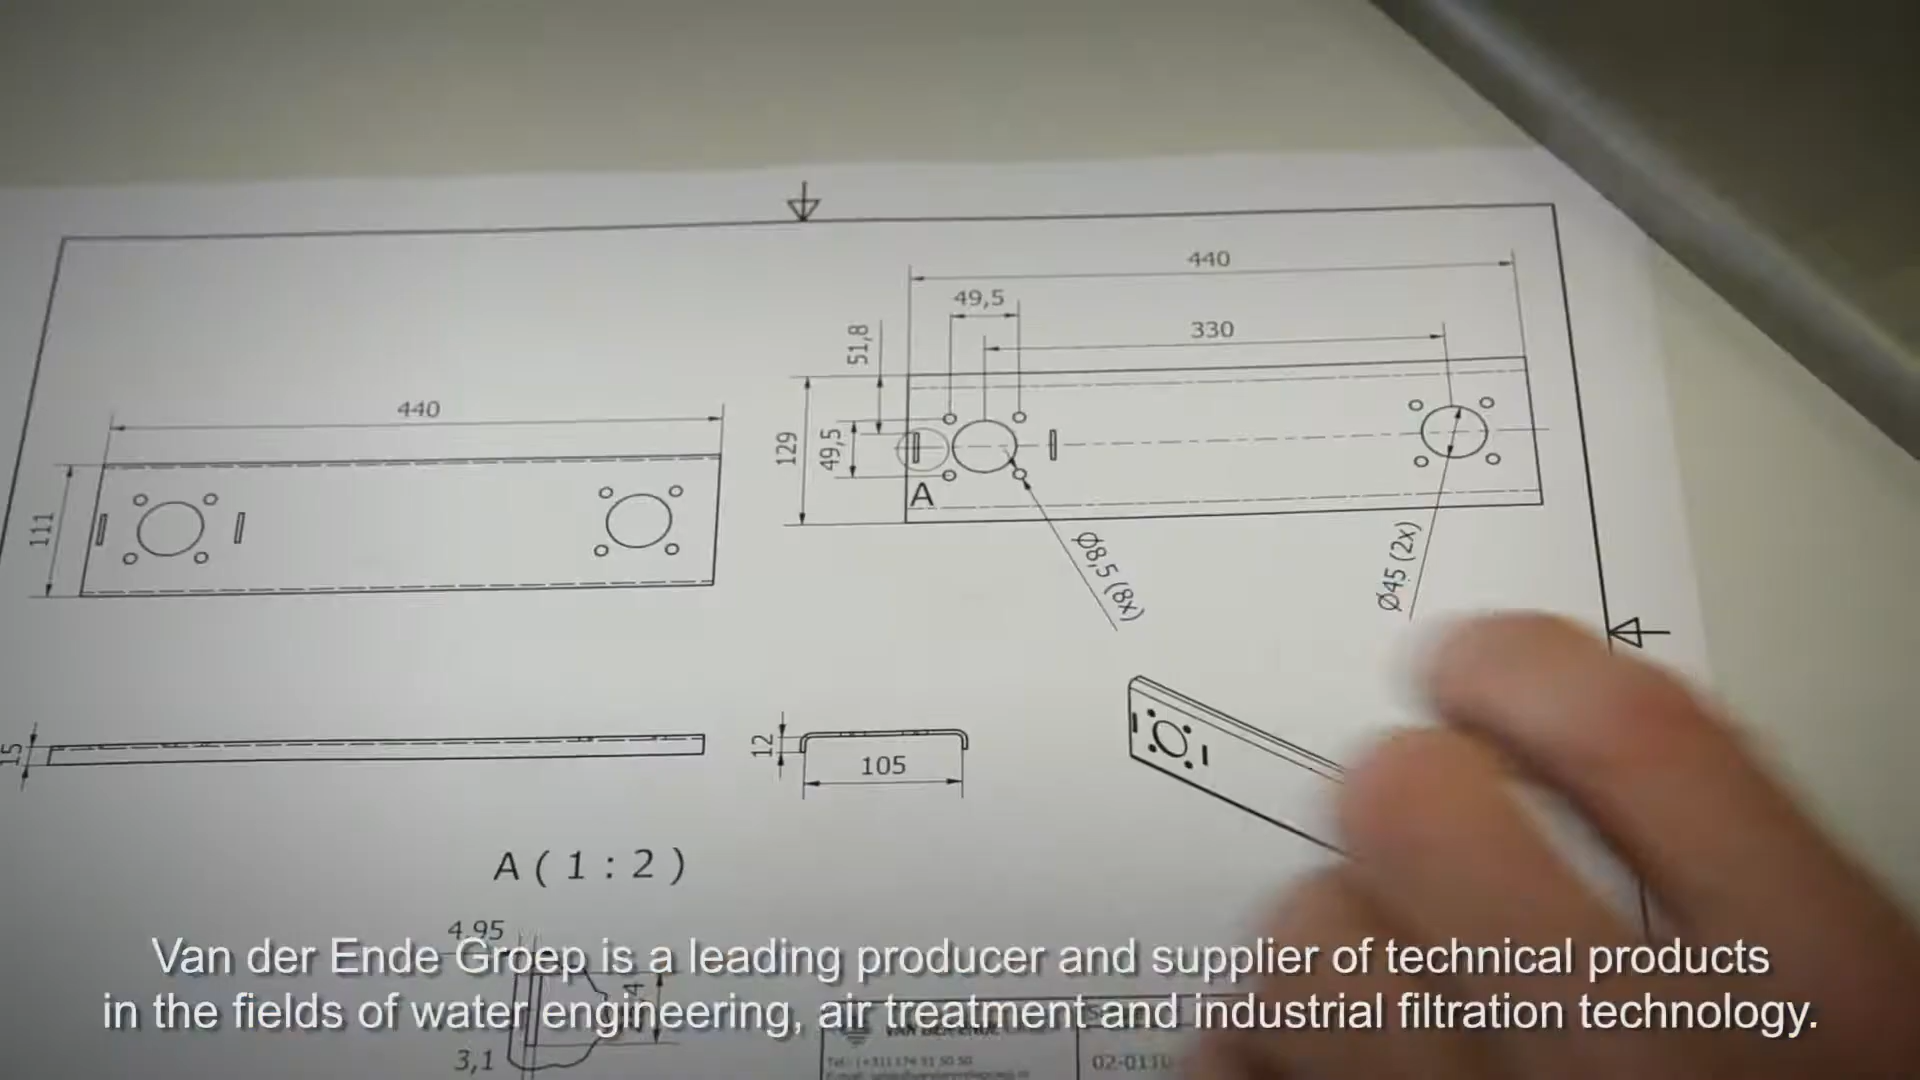 440
49,5
330
51,8
440
129
49,5
A
111
Ø8,5 (8x)
Ø45 (2x)
15
12
105
A ( 1 : 2 )
4,95
Van der Ende Groep is a leading producer and supplier of technical products
in the fields of water engineering, air treatment and industrial filtration technology.
3,1